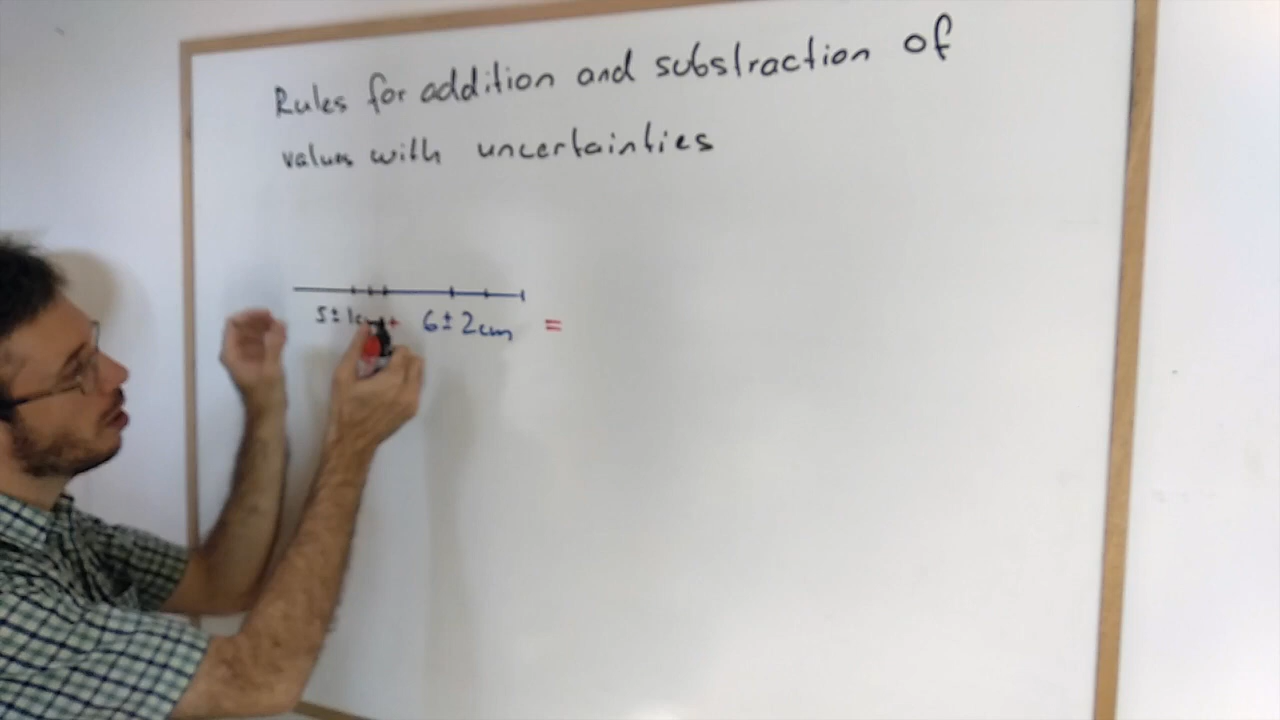 Rules for addition and substraction of
values with uncertainties
5±1cm + 6±2cm =